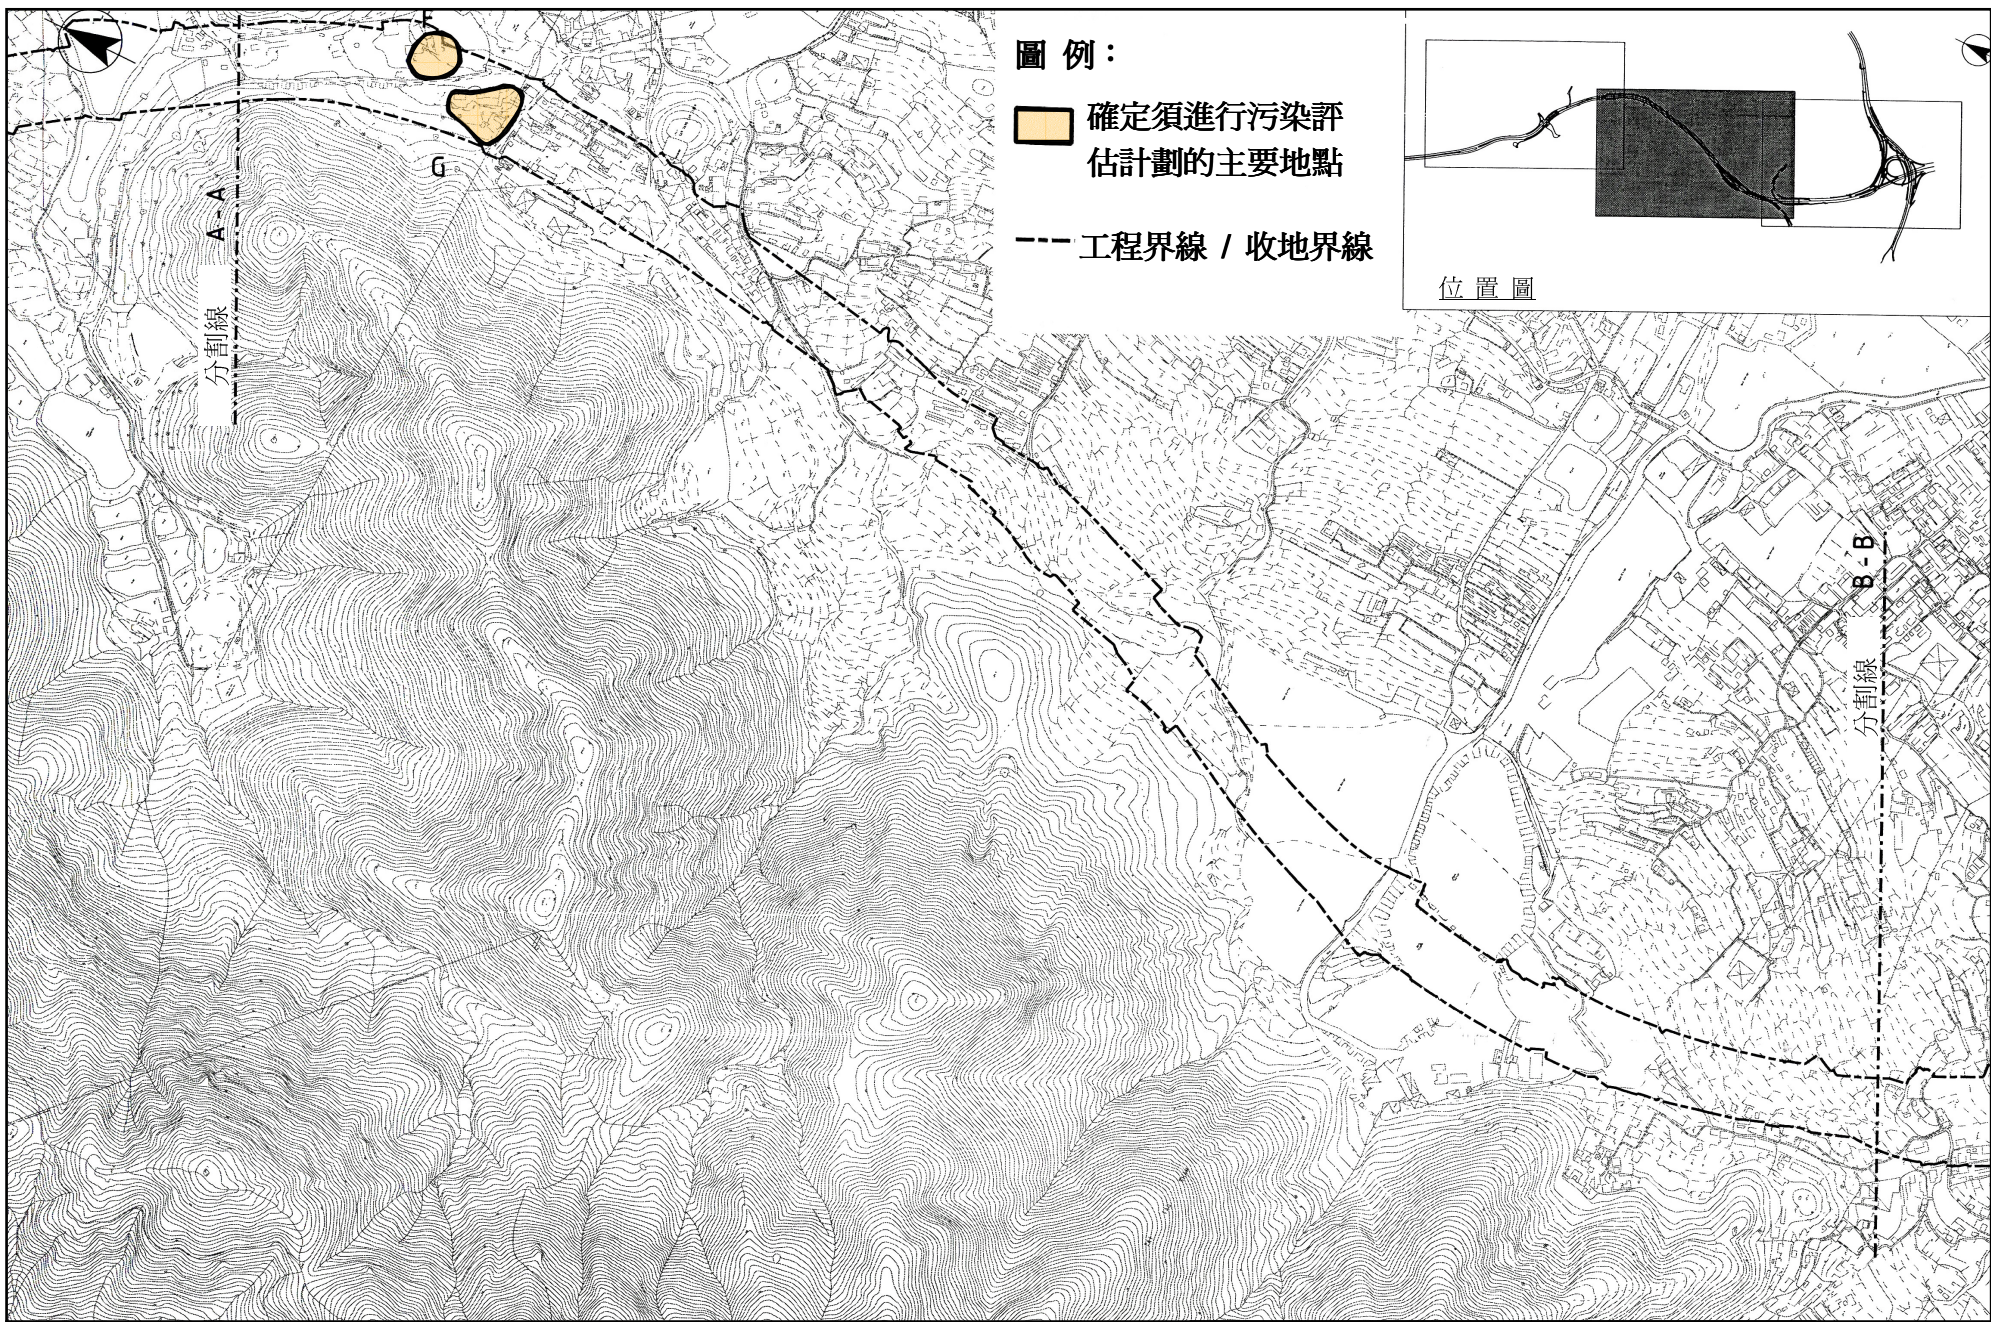 圖 例：
確定須進行污染評
估計劃的主要地點
工程界線 / 收地界線
位 置 圖
F
G
A - A
分割線
B - B
分割線